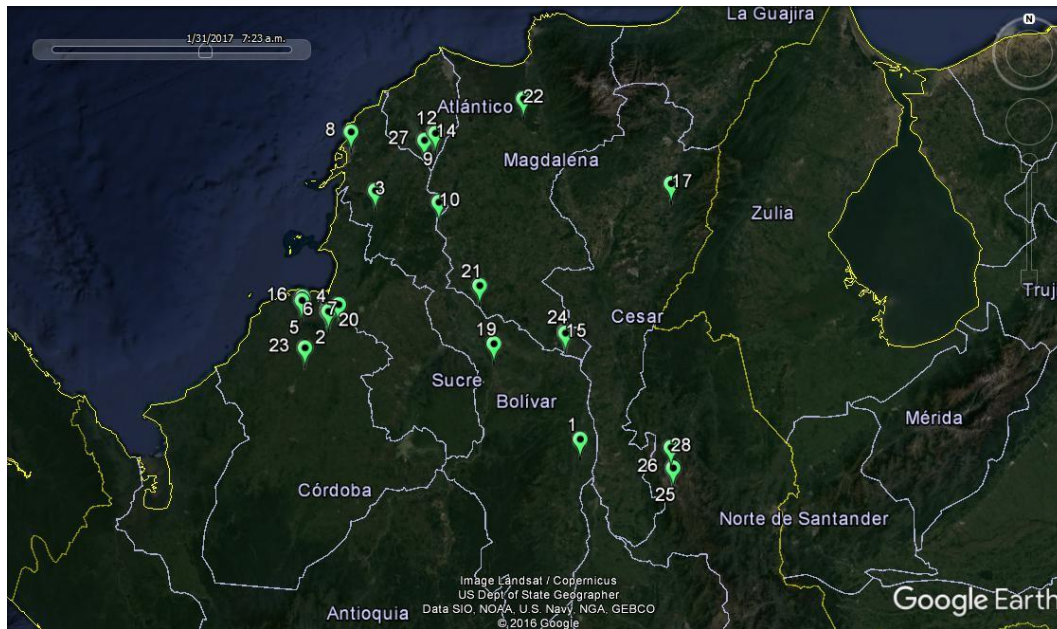 La Guajira
N
1/31/2017 7:23 a.m.
22
Atlántico
8
12
14
27
9
Magdalena
3
17
10
Zulia
21
16
4
6
7
5
2
20
Cesar
24
15
19
23
Truj
Sucre
Bolívar
Mérida
1
28
26
25
Córdoba
Norte de Santander
Image Landsat / Copernicus
US Dept of State Geographer
Data SIO, NOAA, U.S. Navy, NGA, GEBCO
© 2016 Google
Antioquia
Google Earth